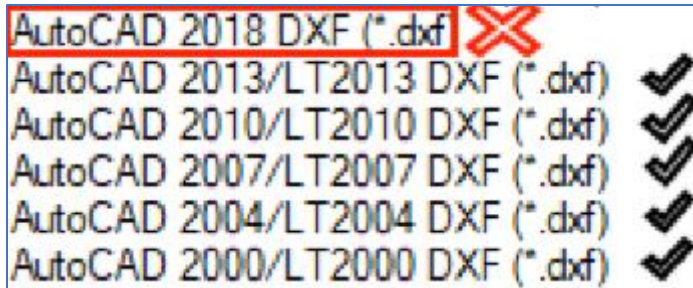 AutoCAD 2018 DXF (*.dxf
AutoCAD 2013/LT2013 DXF (*.dxf)
AutoCAD 2010/LT2010 DXF (*.dxf)
AutoCAD 2007/LT2007 DXF (*.dxf)
AutoCAD 2004/LT2004 DXF (*.dxf)
AutoCAD 2000/LT2000 DXF (*.dxf)